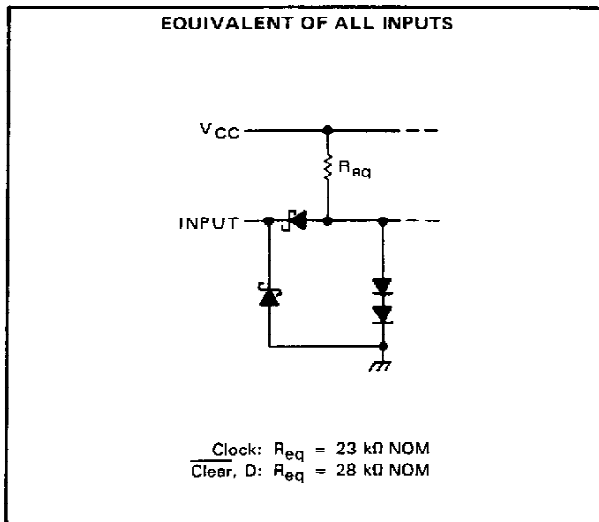 EQUIVALENT OF ALL INPUTS
VCC
Req
INPUT
Clock: Req = 23 kΩ NOM
Clear, D: Req = 28 kΩ NOM